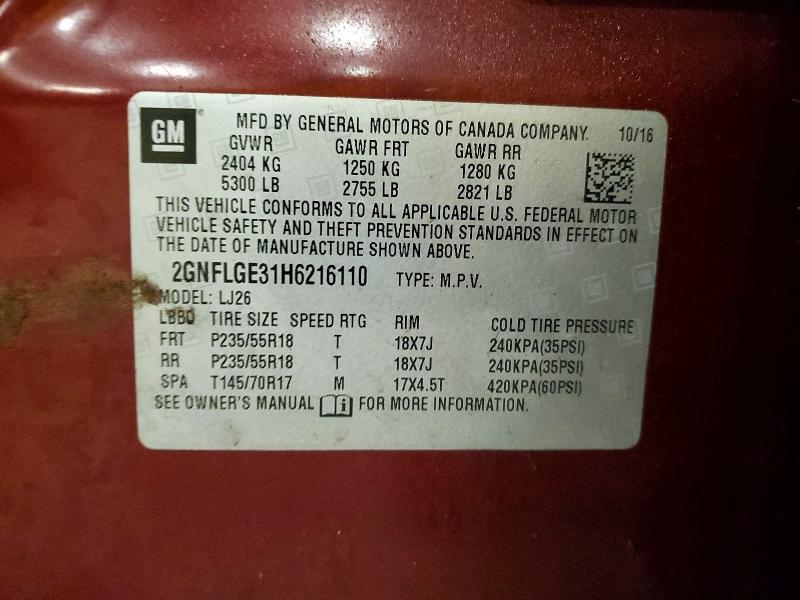 GM MFD BY GENERAL MOTORS OF CANADA COMPANY. 10/16
GVWR GAWR FRT GAWR RR
2404 KG 1250 KG 1280 KG
5300 LB 2755 LB 2821 LB
THIS VEHICLE CONFORMS TO ALL APPLICABLE U.S. FEDERAL MOTOR
VEHICLE SAFETY AND THEFT PREVENTION STANDARDS IN EFFECT ON
THE DATE OF MANUFACTURE SHOWN ABOVE.
2GNFLGE31H6216110 TYPE: M.P.V.
MODEL: LJ26
LBBO TIRE SIZE SPEED RTG RIM COLD TIRE PRESSURE
FRT P235/55R18 T 18X7J 240KPA(35PSI)
RR P235/55R18 T 18X7J 240KPA(35PSI)
SPA T145/70R17 M 17X4.5T 420KPA(60PSI)
SEE OWNER'S MANUAL FOR MORE INFORMATION.